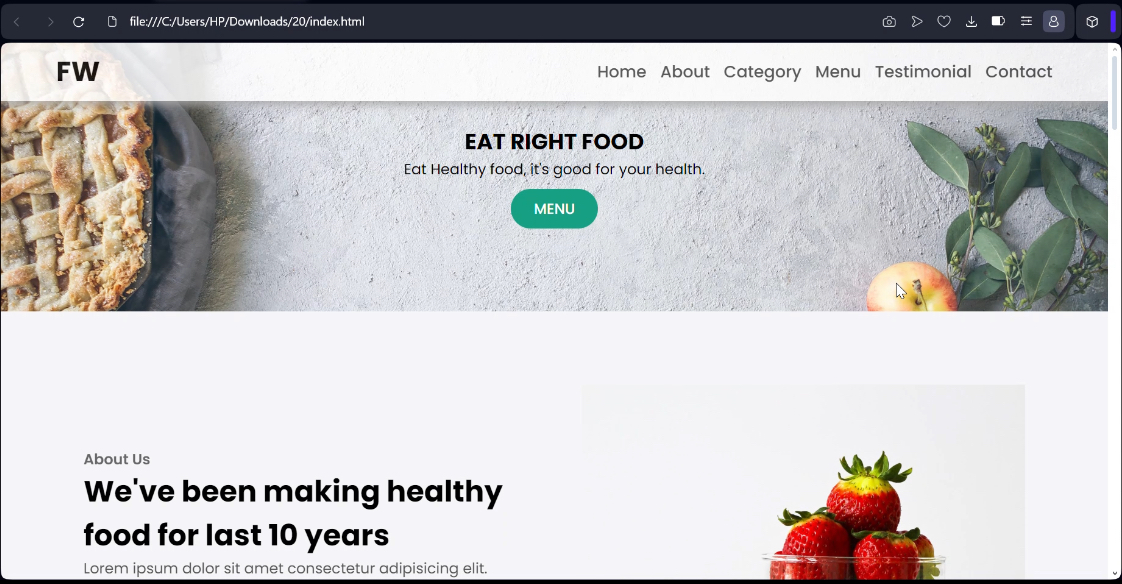 file:///C:/Users/HP/Downloads/20/index.html
FW
Home About Category Menu Testimonial Contact
EAT RIGHT FOOD
Eat Healthy food, it's good for your health.
MENU
About Us
We've been making healthy
food for last 10 years
Lorem ipsum dolor sit amet consectetur adipisicing elit.